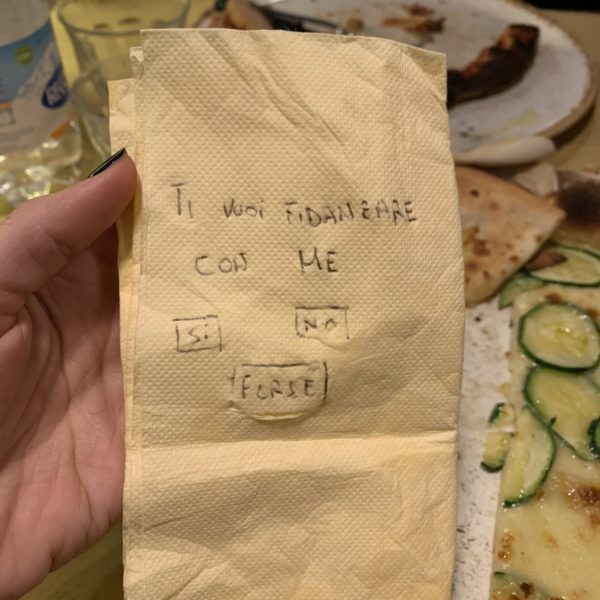 TI VUOI FIDANZARE
CON ME
SI NO
FORSE